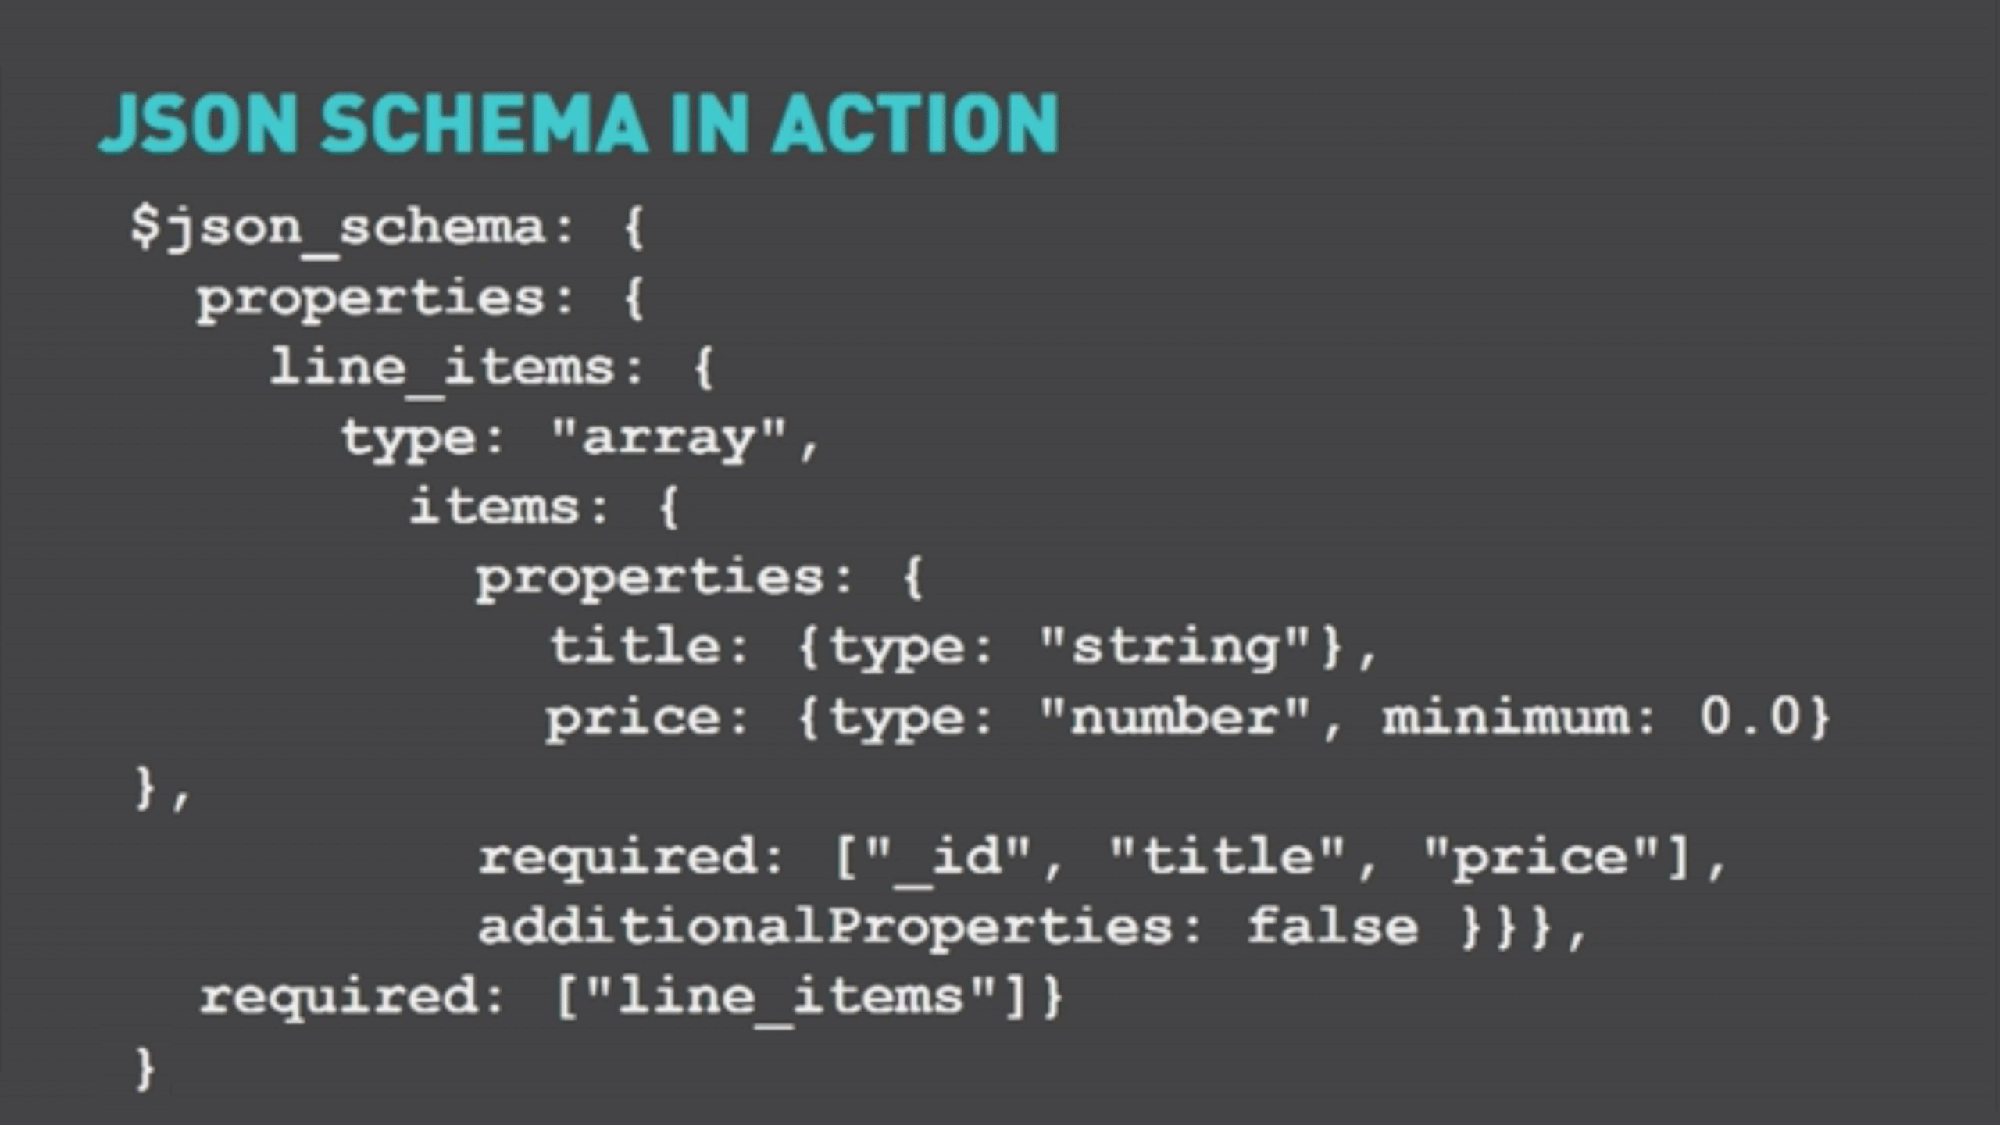 JSON SCHEMA IN ACTION
$json_schema: {
properties: {
line_items: {
type: "array",
items: {
properties: {
title: {type: "string"},
price: {type: "number", minimum: 0.0}
},
required: ["_id", "title", "price"],
additionalProperties: false }}},
required: ["line_items"]}
}